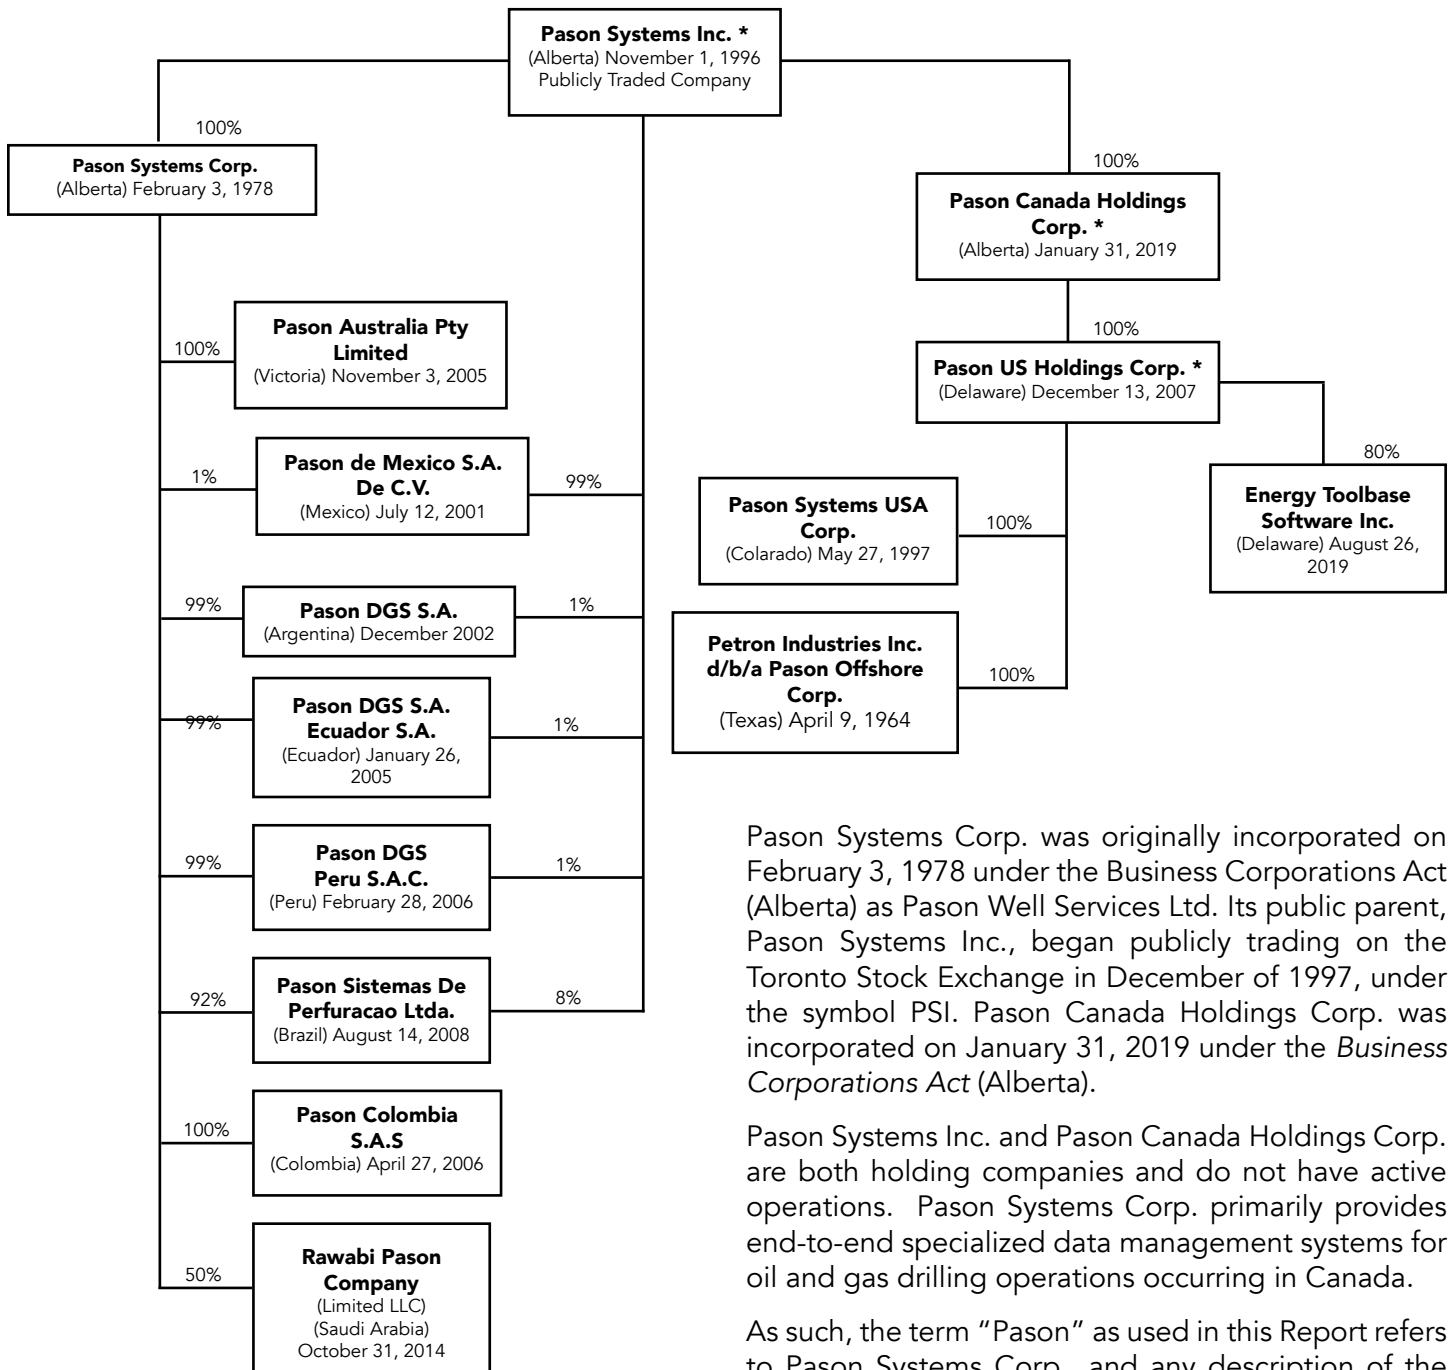 Pason Systems Inc. *
(Alberta) November 1, 1996
Publicly Traded Company
100%
Pason Systems Corp.
(Alberta) February 3, 1978
100%
Pason Canada Holdings
Corp. *
(Alberta) January 31, 2019
100%
Pason US Holdings Corp. *
(Delaware) December 13, 2007
80%
Energy Toolbase
Software Inc.
(Delaware) August 26,
2019
100%
Pason Systems USA
Corp.
(Colarado) May 27, 1997
100%
Petron Industries Inc.
d/b/a Pason Offshore
Corp.
(Texas) April 9, 1964
100%
Pason Australia Pty
Limited
(Victoria) November 3, 2005
1%
Pason de Mexico S.A.
De C.V.
(Mexico) July 12, 2001
99%
99%
Pason DGS S.A.
(Argentina) December 2002
1%
99%
Pason DGS S.A.
Ecuador S.A.
(Ecuador) January 26,
2005
1%
99%
Pason DGS
Peru S.A.C.
(Peru) February 28, 2006
1%
92%
Pason Sistemas De
Perfuracao Ltda.
(Brazil) August 14, 2008
8%
100%
Pason Colombia
S.A.S
(Colombia) April 27, 2006
50%
Rawabi Pason
Company
(Limited LLC)
(Saudi Arabia)
October 31, 2014
Pason Systems Corp. was originally incorporated on
February 3, 1978 under the Business Corporations Act
(Alberta) as Pason Well Services Ltd. Its public parent,
Pason Systems Inc., began publicly trading on the
Toronto Stock Exchange in December of 1997, under
the symbol PSI. Pason Canada Holdings Corp. was
incorporated on January 31, 2019 under the Business
Corporations Act (Alberta).
Pason Systems Inc. and Pason Canada Holdings Corp.
are both holding companies and do not have active
operations. Pason Systems Corp. primarily provides
end-to-end specialized data management systems for
oil and gas drilling operations occurring in Canada.
As such, the term “Pason” as used in this Report refers
to Pason Systems Corp., and any description of the